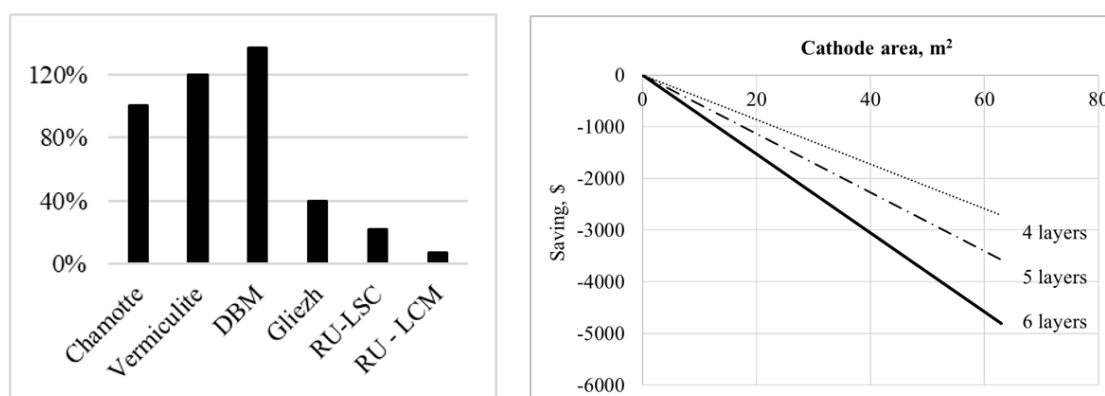 120%
80%
40%
0%
Chamotte
Vermiculite
DBM
Gliezh
RU-LSC
RU - LCM
Cathode area, m²
0
0 20 40 60 80
-1000
-2000
-3000
-4000
-5000
-6000
Saving, $
4 layers
5 layers
6 layers